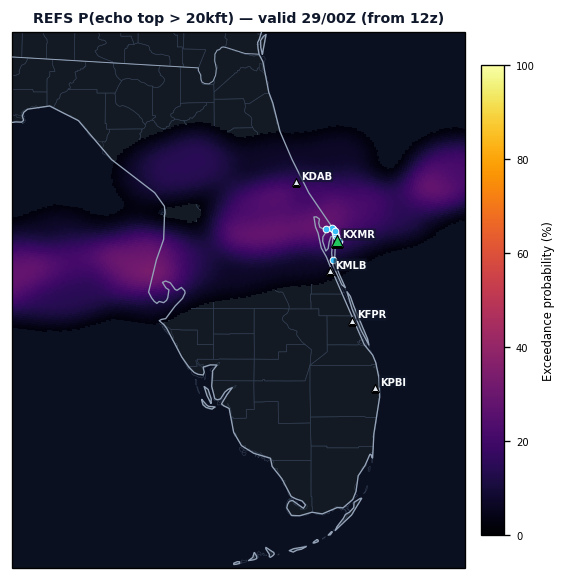 REFS P(echo top > 20kft) — valid 29/00Z (from 12z)
KDAB
KXMR
KMLB
KFPR
KPBI
100
80
60
40
20
0
Exceedance probability (%)